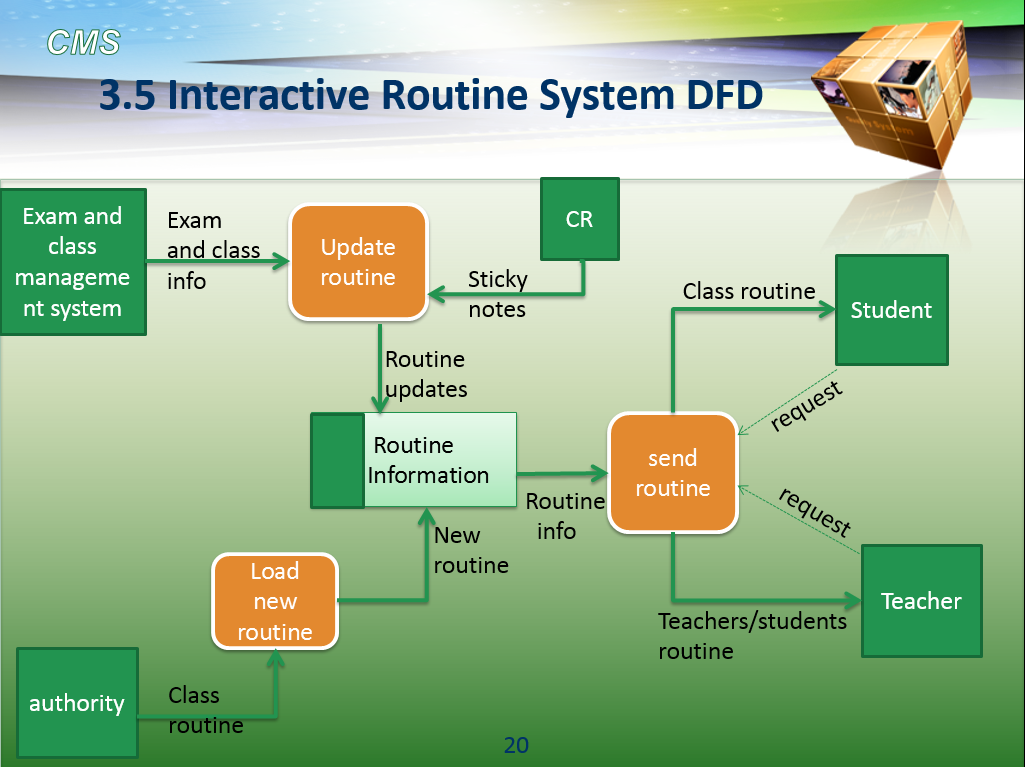 CMS
3.5 Interactive Routine System DFD
Exam and
class
manageme
nt system
Exam
and class
info
Update
routine
CR
Sticky
notes
Class routine
Student
request
Routine
updates
Routine
Information
send
routine
Routine
info
request
New
routine
Load
new
routine
Teacher
Teachers/students
routine
authority
Class
routine
20